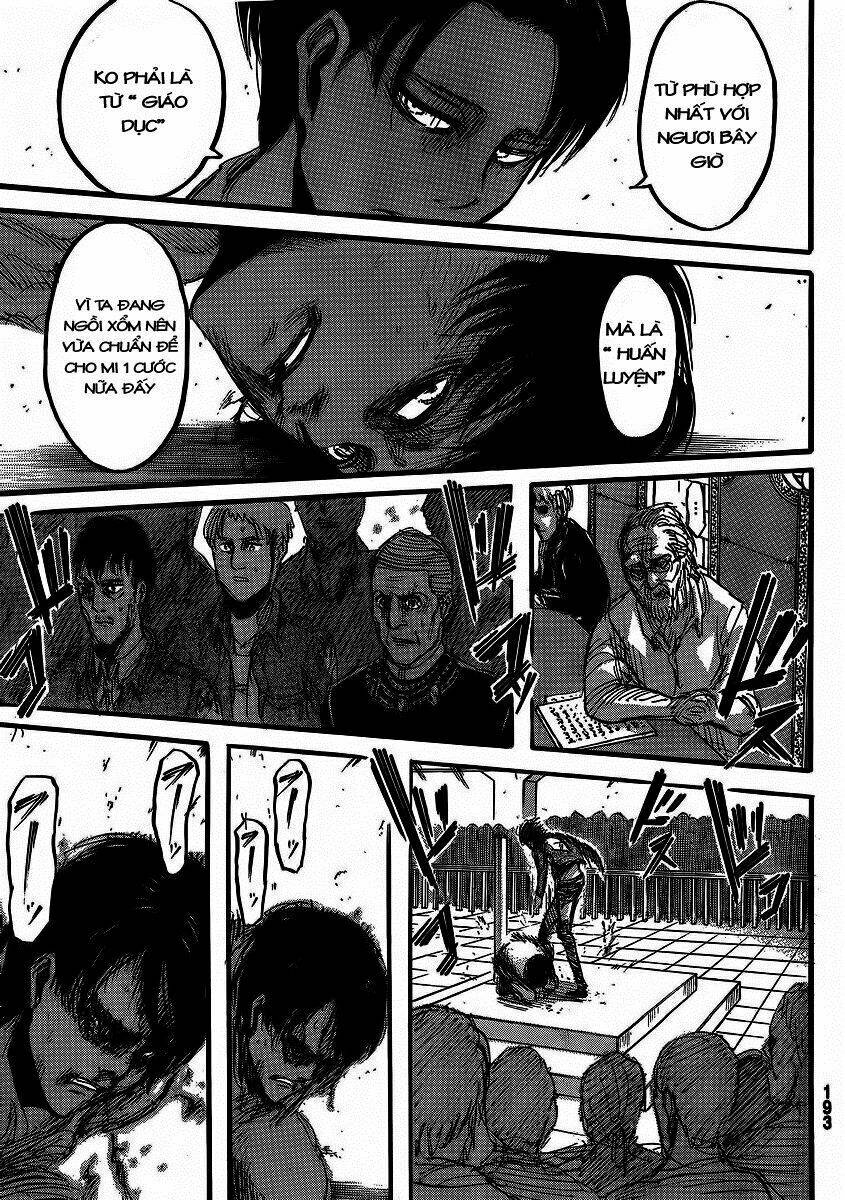 TỪ PHÙ HỢP
NHẤT VỚI
NGƯƠI BÂY
GIỜ
KO PHẢI LÀ
TỪ " GIÁO
DỤC"
MÀ LÀ
" HUẤN
LUYỆN"
VÌ TA ĐANG
NGỒI XỔM NÊN
VỪA CHUẨN ĐỂ
CHO MI 1 CƯỚC
NỮA ĐẤY
193